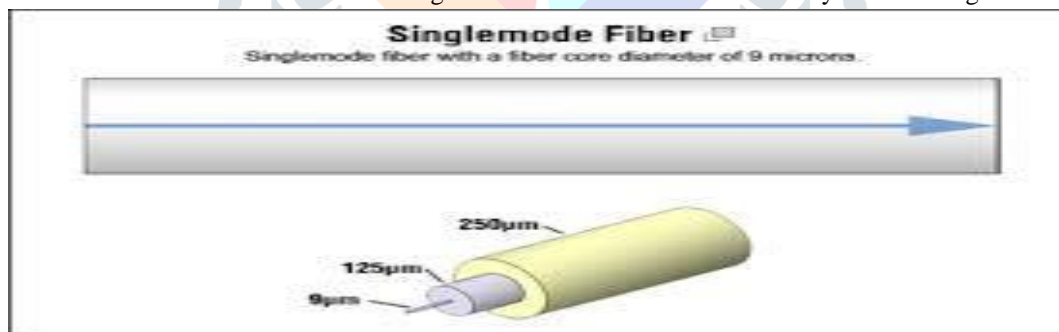 Singlemode Fiber
Singlemode fiber with a fiber core diameter of 9 microns.
250µm
125µm
9µm